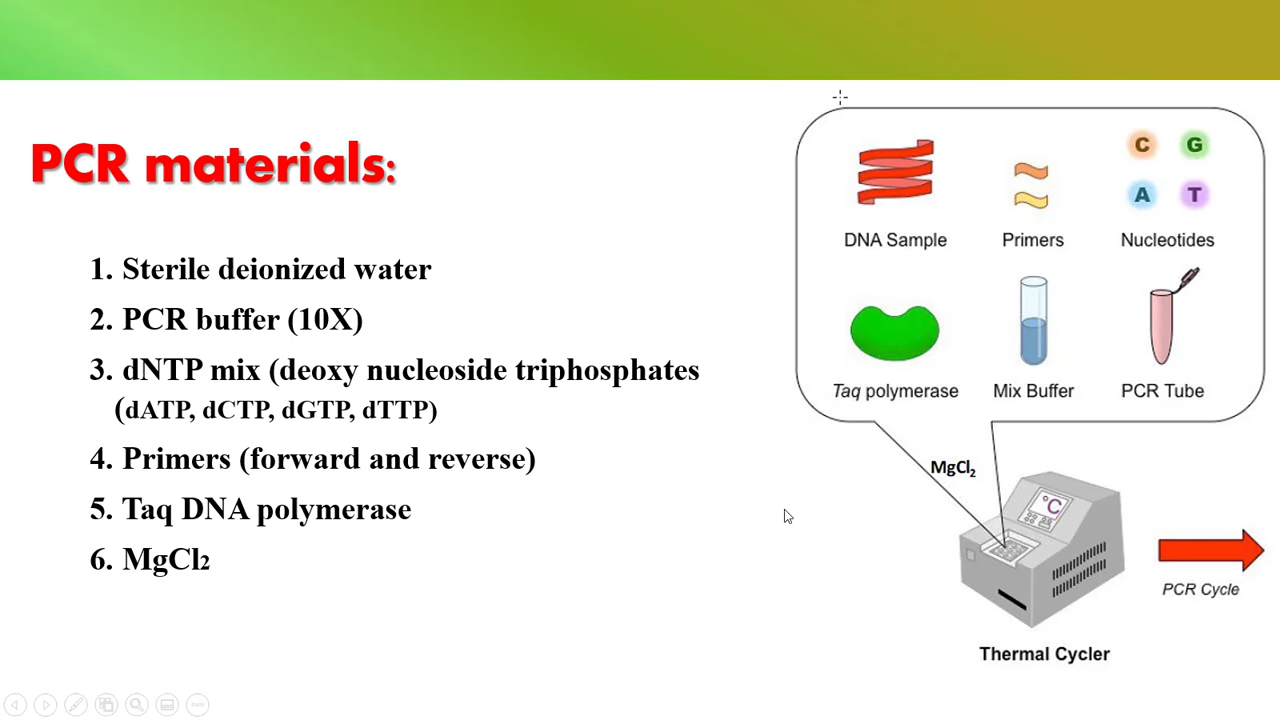 PCR materials:
1. Sterile deionized water
2. PCR buffer (10X)
3. dNTP mix (deoxy nucleoside triphosphates
(dATP, dCTP, dGTP, dTTP)
4. Primers (forward and reverse)
5. Taq DNA polymerase
6. MgCl2
C G
A T
DNA Sample Primers Nucleotides
Taq polymerase Mix Buffer PCR Tube
MgCl2
°C
PCR Cycle
Thermal Cycler